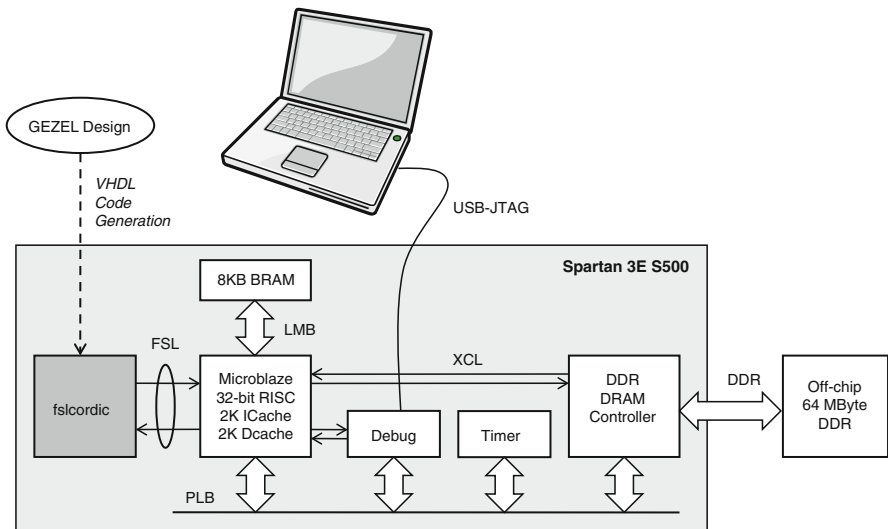 GEZEL Design
VHDL
Code
Generation
USB-JTAG
Spartan 3E S500
8KB BRAM
LMB
FSL
XCL
fslcordic
Microblaze
32-bit RISC
2K ICache
2K Dcache
Debug
Timer
DDR
DRAM
Controller
DDR
Off-chip
64 MByte
DDR
PLB